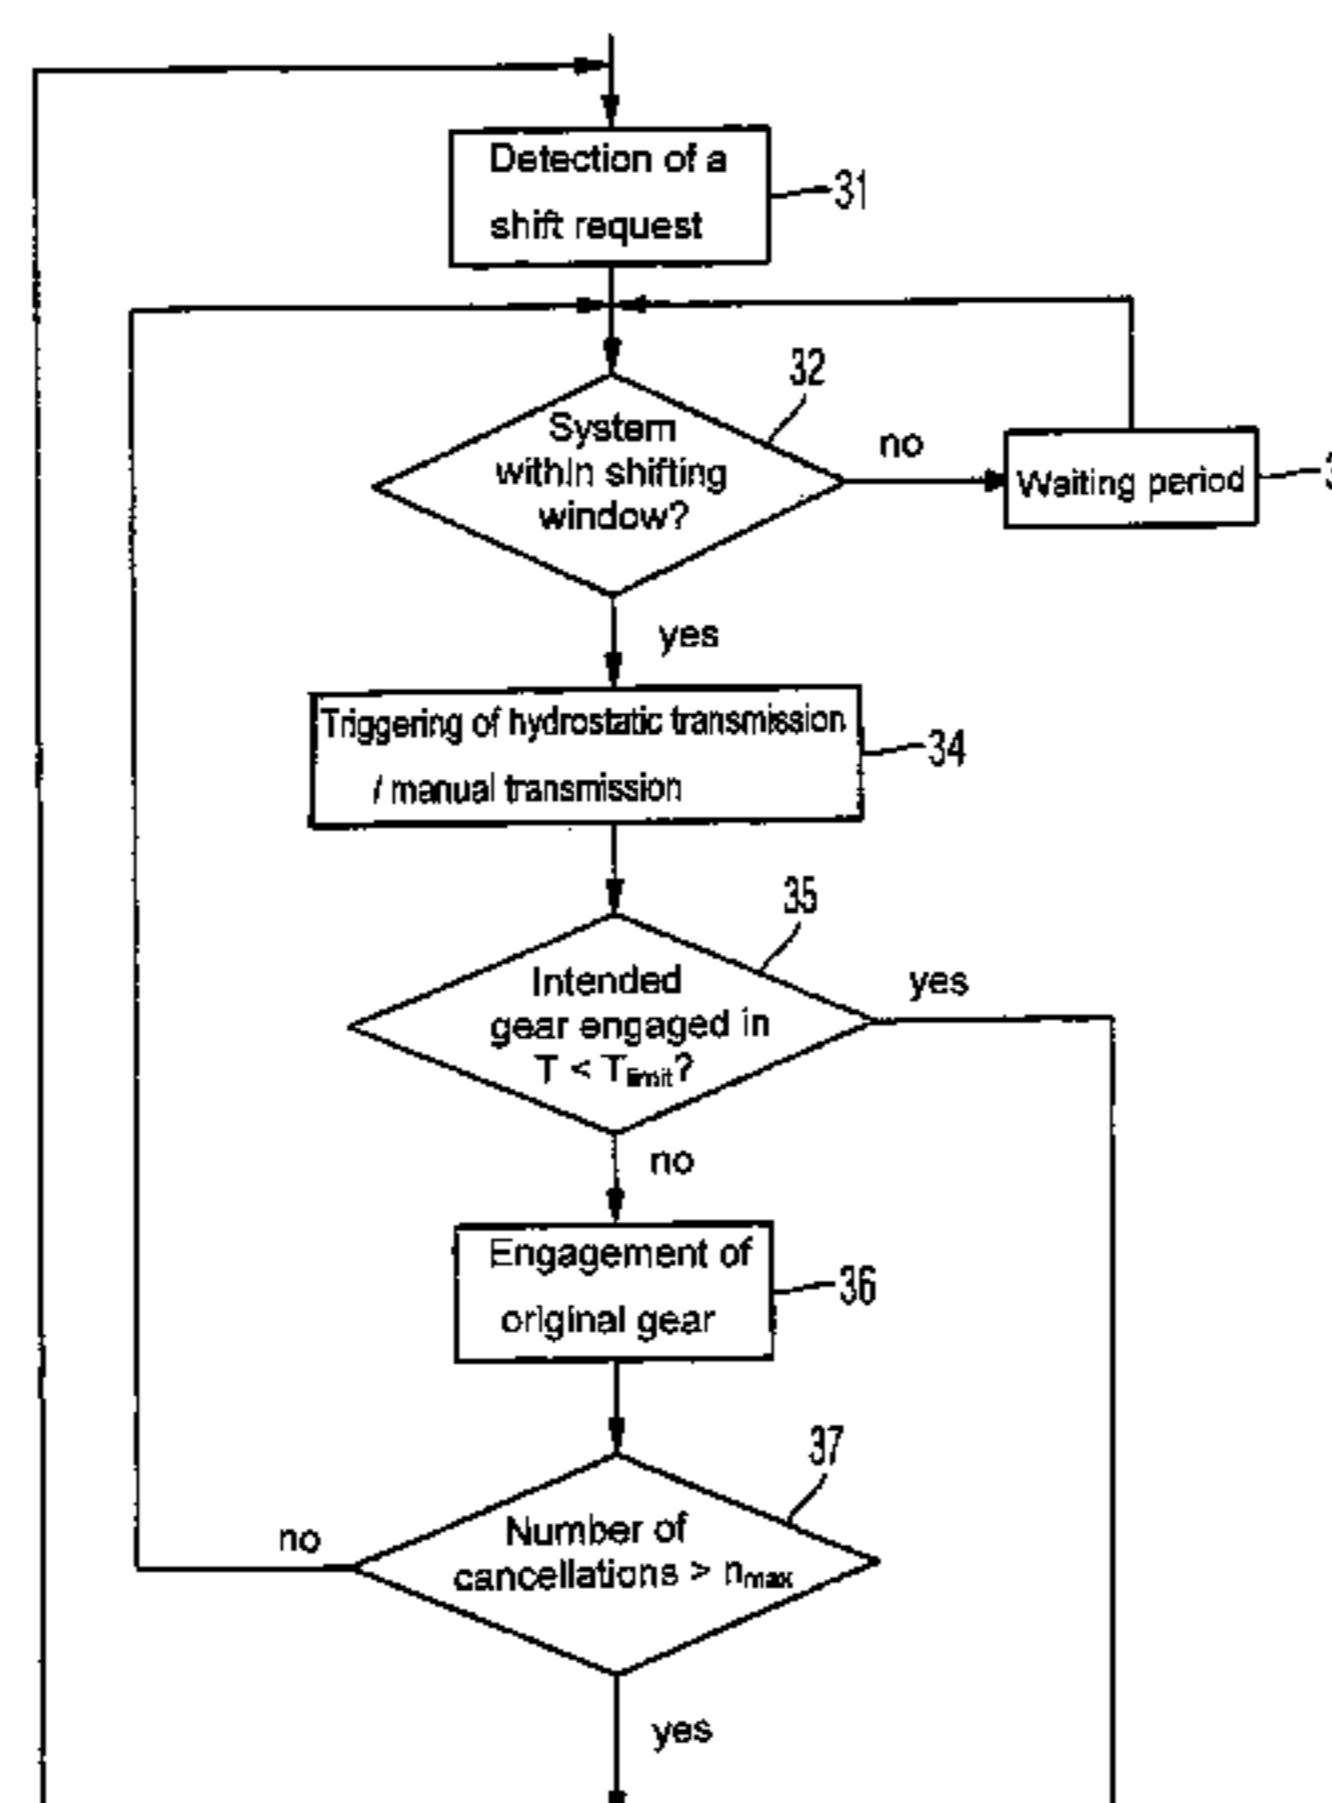 Detection of a
shift request
31
32
System
within shifting
window?
no
Waiting period
yes
Triggering of hydrostatic transmission
/ manual transmission
34
35
Intended
gear engaged in
T < Tlimit?
yes
no
Engagement of
original gear
36
37
Number of
cancellations > nmax
no
yes